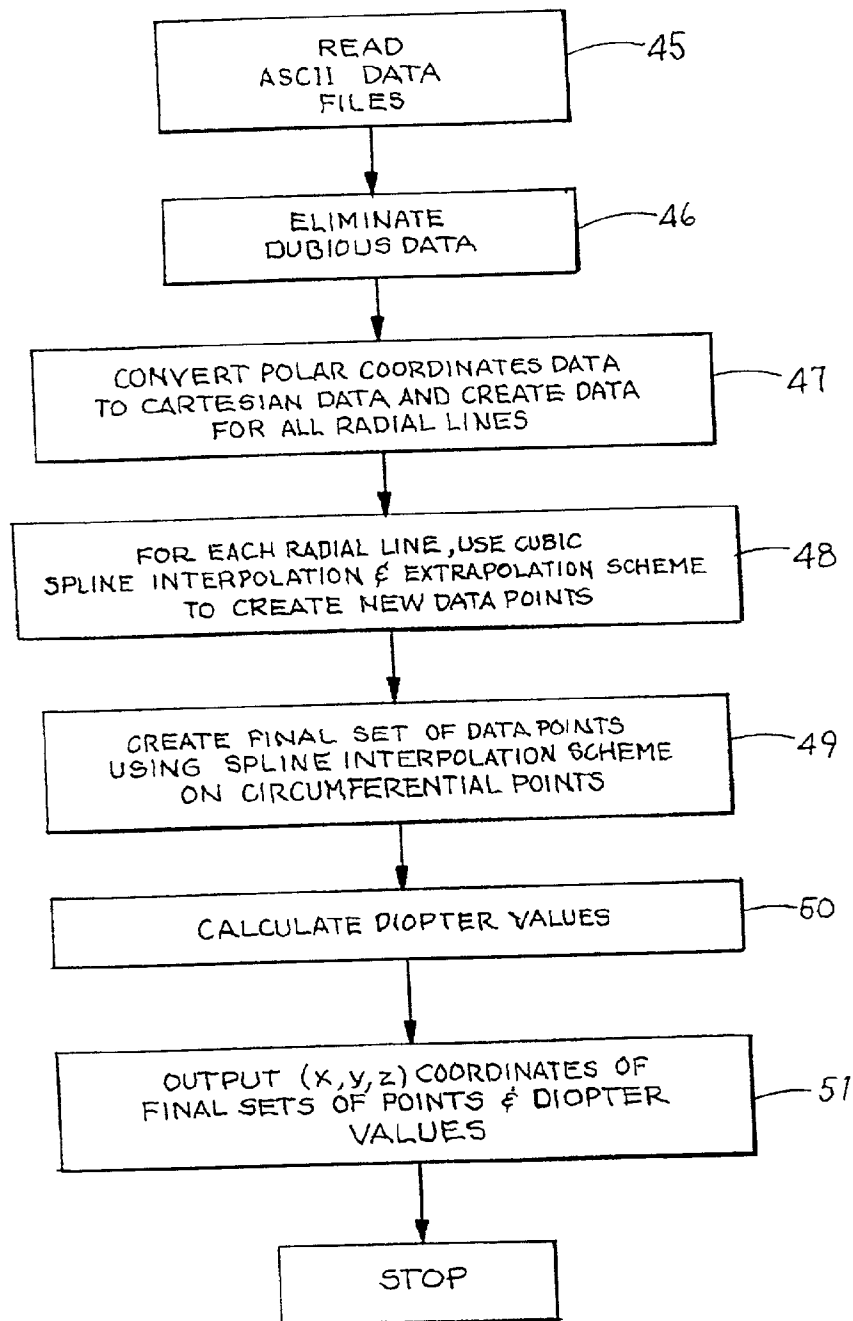 READ
ASCII DATA
FILES
45
ELIMINATE
DUBIOUS DATA
46
CONVERT POLAR COORDINATES DATA
TO CARTESIAN DATA AND CREATE DATA
FOR ALL RADIAL LINES
47
FOR EACH RADIAL LINE, USE CUBIC
SPLINE INTERPOLATION & EXTRAPOLATION SCHEME
TO CREATE NEW DATA POINTS
48
CREATE FINAL SET OF DATA POINTS
USING SPLINE INTERPOLATION SCHEME
ON CIRCUMFERENTIAL POINTS
49
CALCULATE DIOPTER VALUES
50
OUTPUT (x,y,z) COORDINATES OF
FINAL SETS OF POINTS & DIOPTER
VALUES
51
STOP